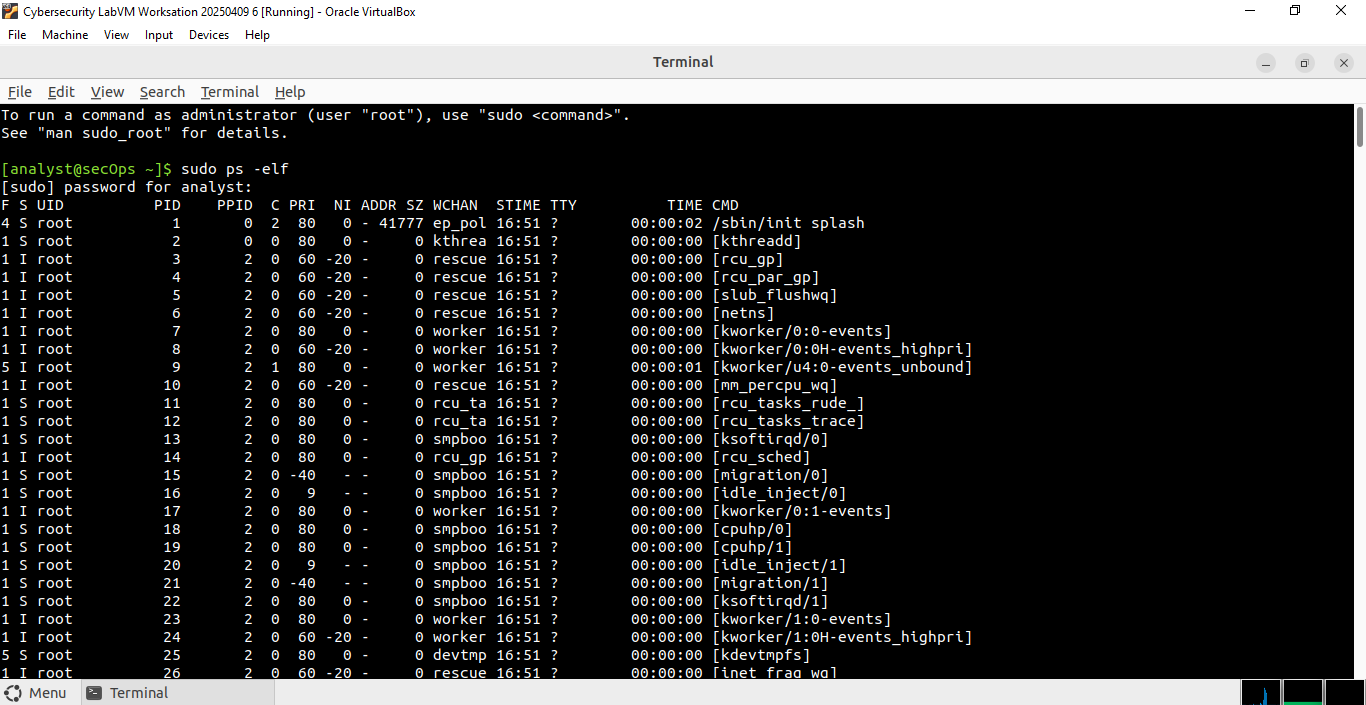 Cybersecurity LabVM Worksation 20250409 6 [Running] - Oracle VirtualBox
File Machine View Input Devices Help
Terminal
File Edit View Search Terminal Help
To run a command as administrator (user "root"), use "sudo <command>".
See "man sudo_root" for details.
[analyst@secOps ~]$ sudo ps -elf
[sudo] password for analyst:
F S UID PID PPID C PRI NI ADDR SZ WCHAN STIME TTY TIME CMD
4 S root 1 0 2 80 0 - 41777 ep_pol 16:51 ? 00:00:02 /sbin/init splash
1 S root 2 0 0 80 0 - 0 kthrea 16:51 ? 00:00:00 [kthreadd]
1 I root 3 2 0 60 -20 - 0 rescue 16:51 ? 00:00:00 [rcu_gp]
1 I root 4 2 0 60 -20 - 0 rescue 16:51 ? 00:00:00 [rcu_par_gp]
1 I root 5 2 0 60 -20 - 0 rescue 16:51 ? 00:00:00 [slub_flushwq]
1 I root 6 2 0 60 -20 - 0 rescue 16:51 ? 00:00:00 [netns]
1 I root 7 2 0 80 0 - 0 worker 16:51 ? 00:00:00 [kworker/0:0-events]
1 I root 8 2 0 60 -20 - 0 worker 16:51 ? 00:00:00 [kworker/0:0H-events_highpri]
5 I root 9 2 1 80 0 - 0 worker 16:51 ? 00:00:01 [kworker/u4:0-events_unbound]
1 I root 10 2 0 60 -20 - 0 rescue 16:51 ? 00:00:00 [mm_percpu_wq]
1 S root 11 2 0 80 0 - 0 rcu_ta 16:51 ? 00:00:00 [rcu_tasks_rude_]
1 S root 12 2 0 80 0 - 0 rcu_ta 16:51 ? 00:00:00 [rcu_tasks_trace]
1 S root 13 2 0 80 0 - 0 smpboo 16:51 ? 00:00:00 [ksoftirqd/0]
1 I root 14 2 0 80 0 - 0 rcu_gp 16:51 ? 00:00:00 [rcu_sched]
1 S root 15 2 0 -40 - - 0 smpboo 16:51 ? 00:00:00 [migration/0]
1 S root 16 2 0 9 - - 0 smpboo 16:51 ? 00:00:00 [idle_inject/0]
1 I root 17 2 0 80 0 - 0 worker 16:51 ? 00:00:00 [kworker/0:1-events]
1 S root 18 2 0 80 0 - 0 smpboo 16:51 ? 00:00:00 [cpuhp/0]
1 S root 19 2 0 80 0 - 0 smpboo 16:51 ? 00:00:00 [cpuhp/1]
1 S root 20 2 0 9 - - 0 smpboo 16:51 ? 00:00:00 [idle_inject/1]
1 S root 21 2 0 -40 - - 0 smpboo 16:51 ? 00:00:00 [migration/1]
1 S root 22 2 0 80 0 - 0 smpboo 16:51 ? 00:00:00 [ksoftirqd/1]
1 I root 23 2 0 80 0 - 0 worker 16:51 ? 00:00:00 [kworker/1:0-events]
1 I root 24 2 0 60 -20 - 0 worker 16:51 ? 00:00:00 [kworker/1:0H-events_highpri]
5 S root 25 2 0 80 0 - 0 devtmp 16:51 ? 00:00:00 [kdevtmpfs]
1 I root 26 2 0 60 -20 - 0 rescue 16:51 ? 00:00:00 [inet_frag_wq]
Menu Terminal